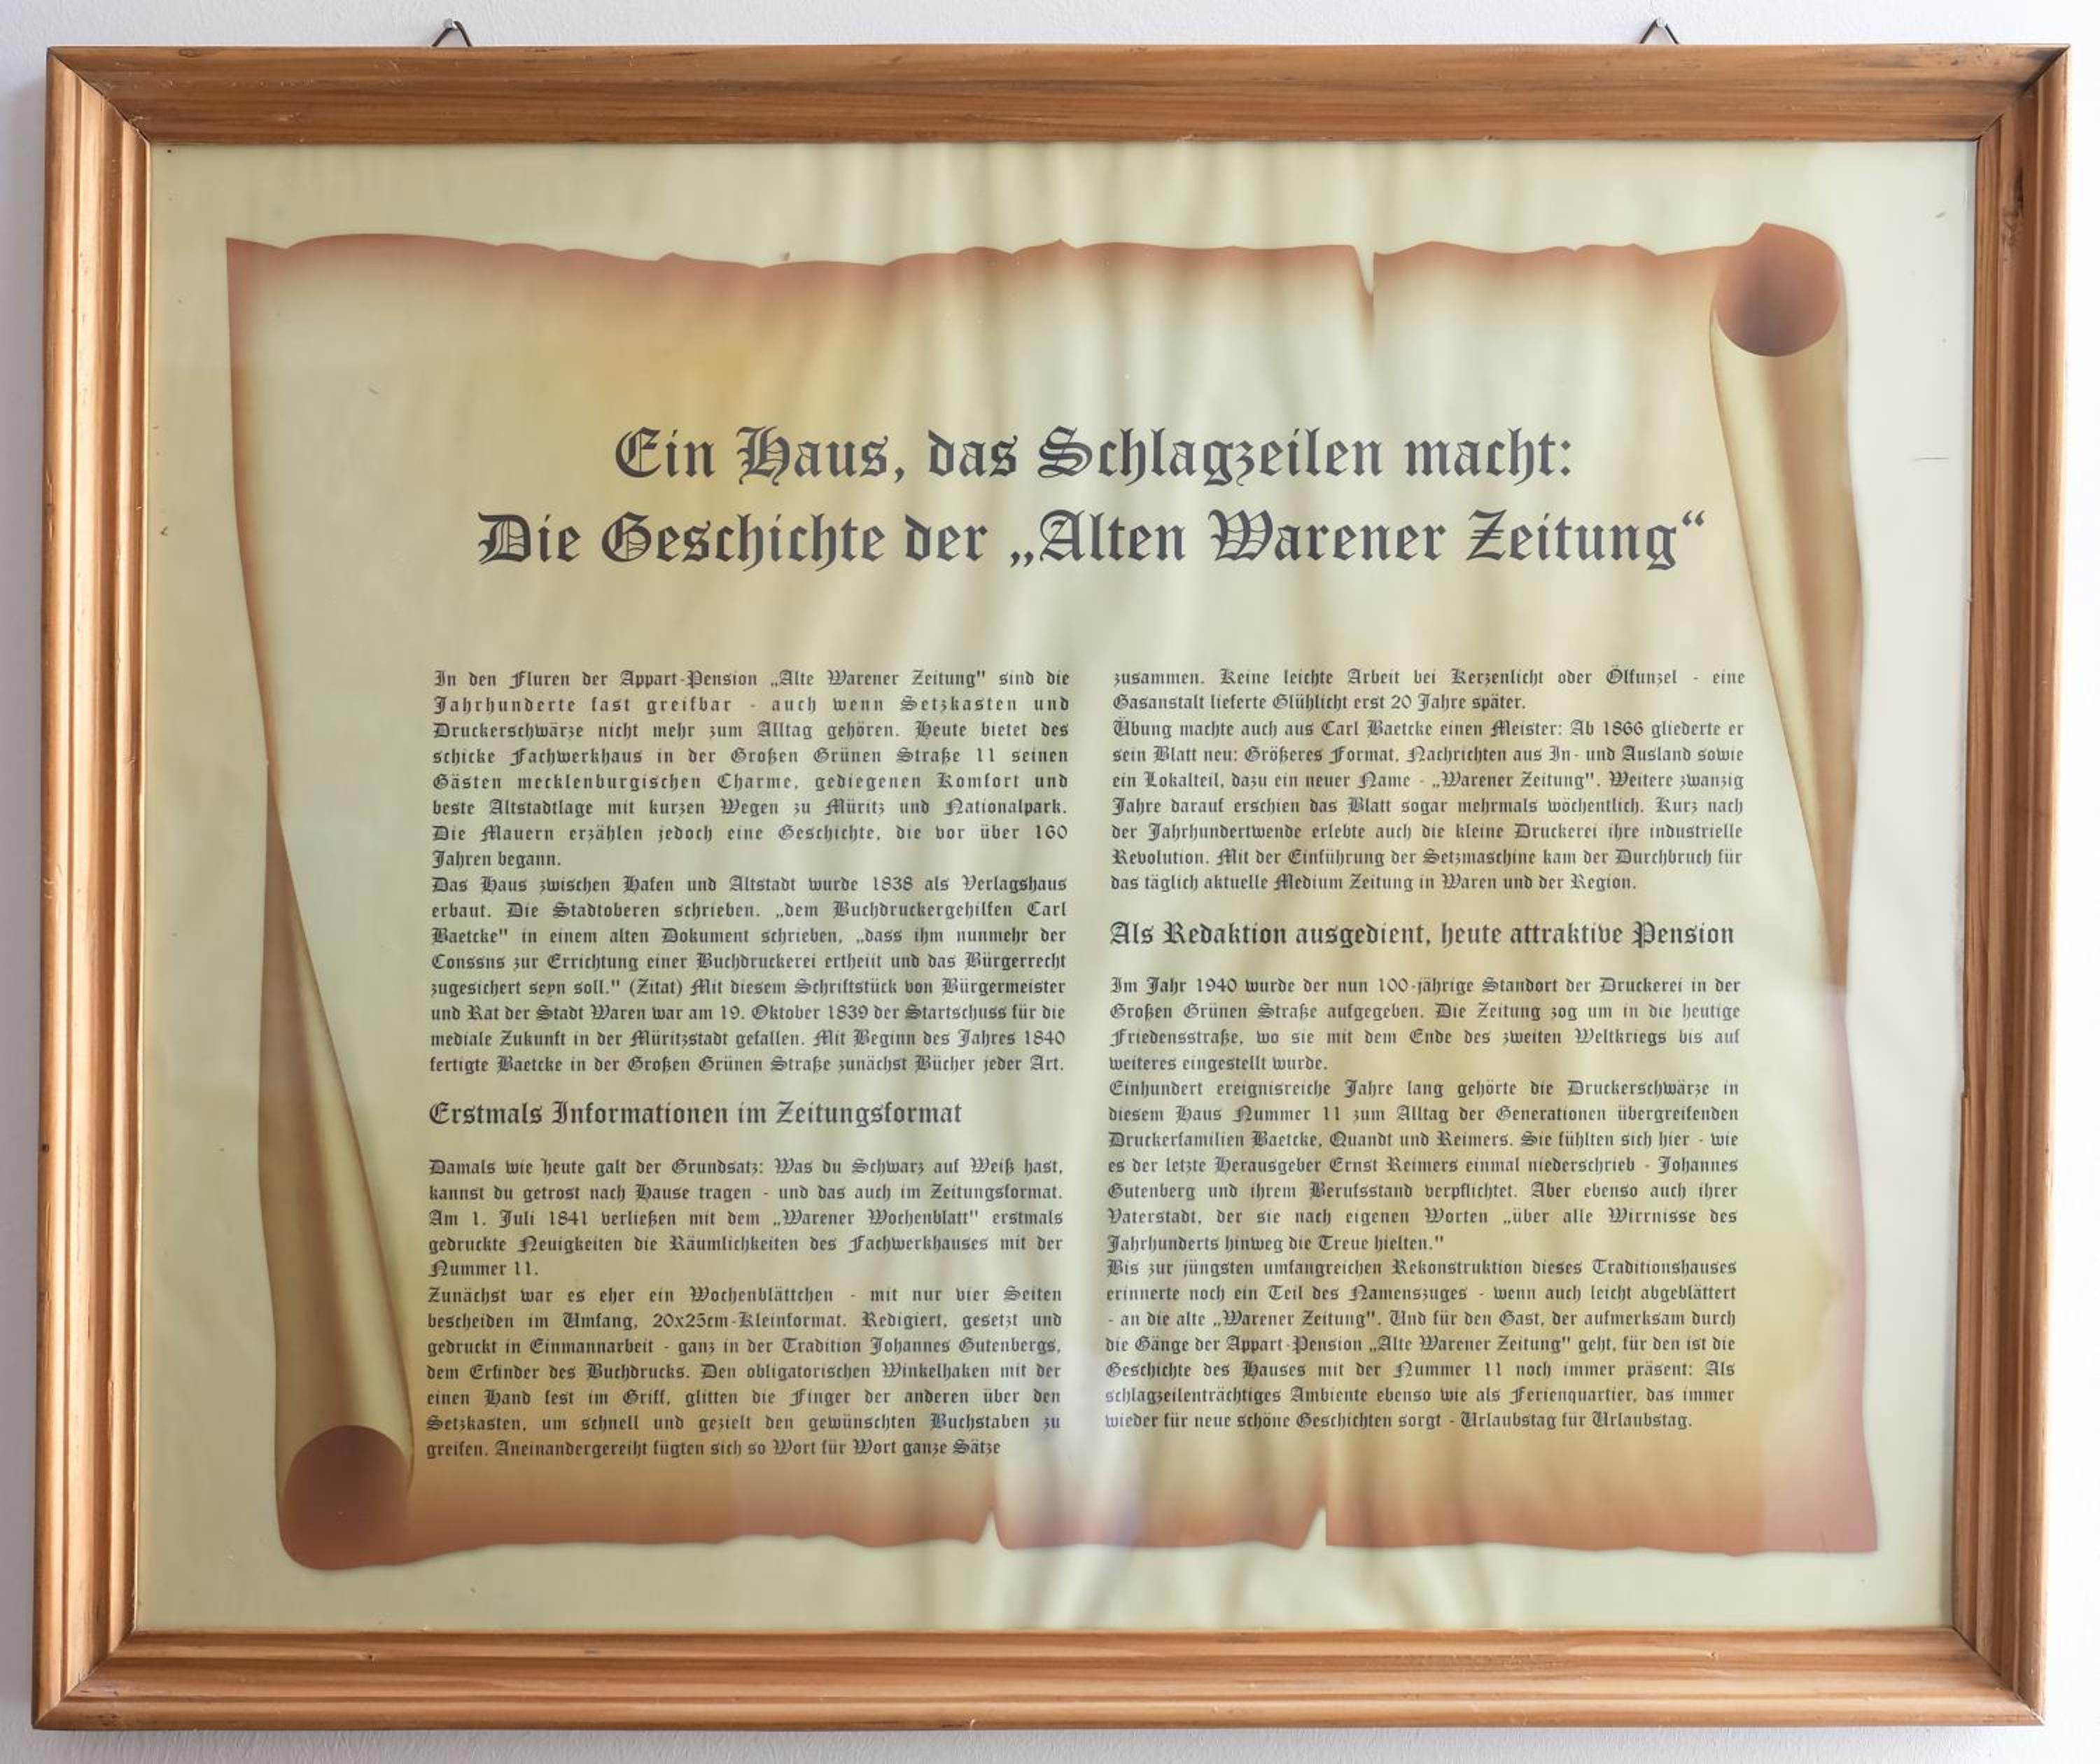 Ein Haus, das Schlagzeilen macht:
Die Geschichte der „Alten Warener Zeitung“
In den Fluren der Appart-Pension „Alte Warener Zeitung" sind die
Jahrhunderte fast greifbar - auch wenn Setzkasten und
Druckerschwärze nicht mehr zum Alltag gehören. Heute bietet des
schicke Fachwerkhaus in der Großen Grünen Straße 11 seinen
Gästen mecklenburgischen Charme, gediegenen Komfort und
beste Altstadtlage mit kurzen Wegen zu Müritz und Nationalpark.
Die Mauern erzählen jedoch eine Geschichte, die vor über 160
Jahren begann.
Das Haus zwischen Hafen und Altstadt wurde 1838 als Verlagshaus
erbaut. Die Stadtoberen schrieben. „dem Buchdruckergehilfen Carl
Baetcke" in einem alten Dokument schrieben, „dass ihm nunmehr der
Conssns zur Errichtung einer Buchdruckerei ertheiit und das Bürgerrecht
zugesichert seyn soll." (Zitat) Mit diesem Schriftstück von Bürgermeister
und Rat der Stadt Waren war am 19. Oktober 1839 der Startschuss für die
mediale Zukunft in der Müritzstadt gefallen. Mit Beginn des Jahres 1840
fertigte Baetcke in der Großen Grünen Straße zunächst Bücher jeder Art.
Erstmals Informationen im Zeitungsformat
Damals wie heute galt der Grundsatz: Was du Schwarz auf Weiß hast,
kannst du getrost nach Hause tragen - und das auch im Zeitungsformat.
Am 1. Juli 1841 verließen mit dem „Warener Wochenblatt" erstmals
gedruckte Neuigkeiten die Räumlichkeiten des Fachwerkhauses mit der
Nummer 11.
Zunächst war es eher ein Wochenblättchen - mit nur vier Seiten
bescheiden im Umfang, 20x25cm-Kleinformat. Redigiert, gesetzt und
gedruckt in Einmannarbeit - ganz in der Tradition Johannes Gutenbergs,
dem Erfinder des Buchdrucks. Den obligatorischen Winkelhaken mit der
einen Hand fest im Griff, glitten die Finger der anderen über den
Setzkasten, um schnell und gezielt den gewünschten Buchstaben zu
greifen. Aneinandergereiht fügten sich so Wort für Wort ganze Sätze
zusammen. Keine leichte Arbeit bei Kerzenlicht oder Ölfunzel - eine
Gasanstalt lieferte Glühlicht erst 20 Jahre später.
Übung machte auch aus Carl Baetcke einen Meister: Ab 1866 gliederte er
sein Blatt neu: Größeres Format, Nachrichten aus In- und Ausland sowie
ein Lokalteil, dazu ein neuer Name - „Warener Zeitung". Weitere zwanzig
Jahre darauf erschien das Blatt sogar mehrmals wöchentlich. Kurz nach
der Jahrhundertwende erlebte auch die kleine Druckerei ihre industrielle
Revolution. Mit der Einführung der Setzmaschine kam der Durchbruch für
das täglich aktuelle Medium Zeitung in Waren und der Region.
Als Redaktion ausgedient, heute attraktive Pension
Im Jahr 1940 wurde der nun 100-jährige Standort der Druckerei in der
Großen Grünen Straße aufgegeben. Die Zeitung zog um in die heutige
Friedensstraße, wo sie mit dem Ende des zweiten Weltkriegs bis auf
weiteres eingestellt wurde.
Einhundert ereignisreiche Jahre lang gehörte die Druckerschwärze in
diesem Haus Nummer 11 zum Alltag der Generationen übergreifenden
Druckerfamilien Baetcke, Quandt und Reimers. Sie fühlten sich hier - wie
es der letzte Herausgeber Ernst Reimers einmal niederschrieb - Johannes
Gutenberg und ihrem Berufsstand verpflichtet. Aber ebenso auch ihrer
Vaterstadt, der sie nach eigenen Worten „über alle Wirrnisse des
Jahrhunderts hinweg die Treue hielten."
Bis zur jüngsten umfangreichen Rekonstruktion dieses Traditionshauses
erinnerte noch ein Teil des Namenszuges - wenn auch leicht abgeblättert
- an die alte „Warener Zeitung". Und für den Gast, der aufmerksam durch
die Gänge der Appart-Pension „Alte Warener Zeitung" geht, für den ist die
Geschichte des Hauses mit der Nummer 11 noch immer präsent: Als
schlagzeilenträchtiges Ambiente ebenso wie als Ferienquartier, das immer
wieder für neue schöne Geschichten sorgt - Urlaubstag für Urlaubstag.